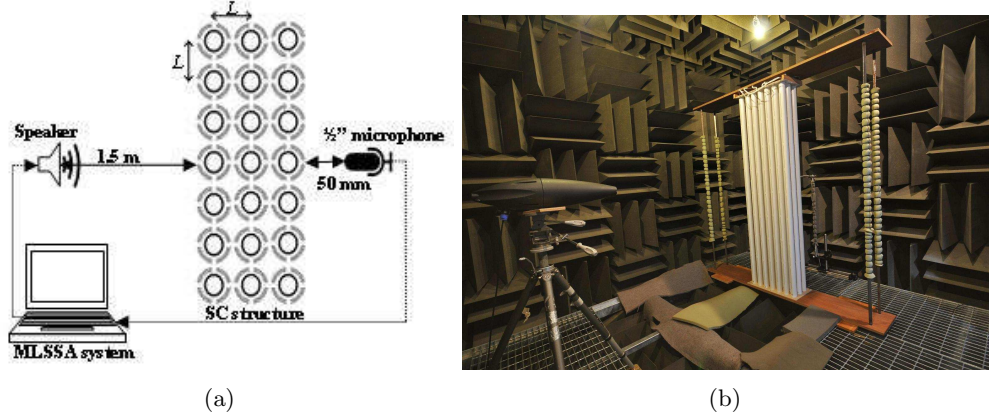 L
L
Speaker
1.5 m
½” microphone
50 mm
SC structure
MLSSA system
(a)
(b)